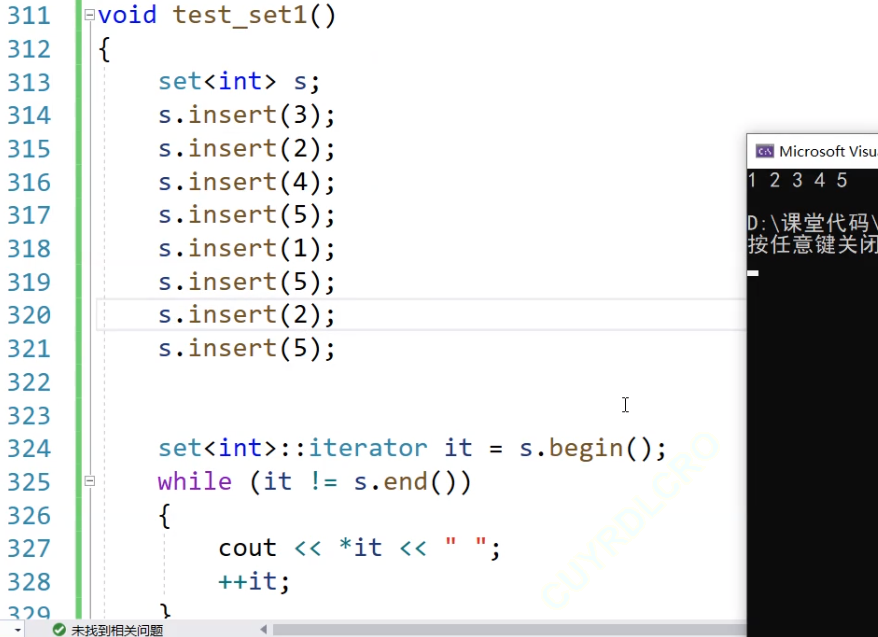 311 void test_set1()
312 {
313 set<int> s;
314 s.insert(3);
315 s.insert(2);
316 s.insert(4);
317 s.insert(5);
318 s.insert(1);
319 s.insert(5);
320 s.insert(2);
321 s.insert(5);
322
323
324 set<int>::iterator it = s.begin();
325 while (it != s.end())
326 {
327 cout << *it << " ";
328 ++it;
329 }
未找到相关问题
Microsoft Visu
1 2 3 4 5
D:\课堂代码\
按任意键关闭
CUYRDLCRO